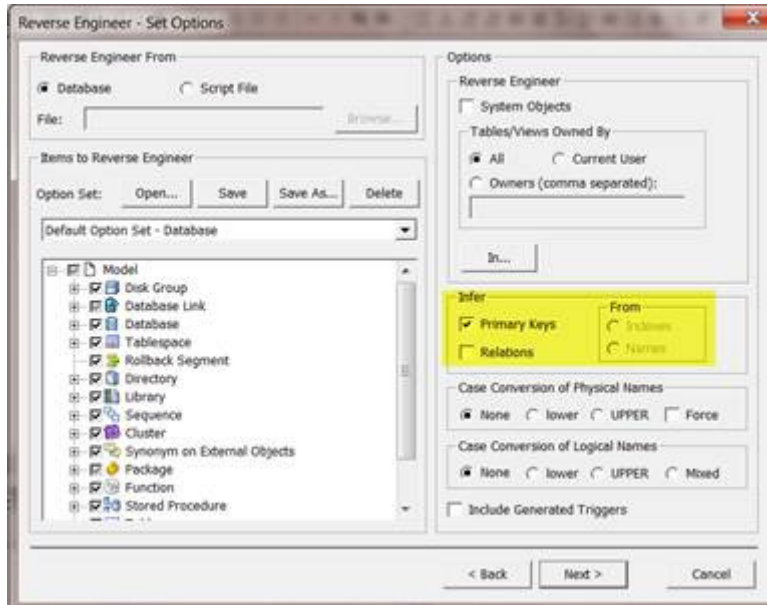 Reverse Engineer - Set Options
Reverse Engineer From
Database Script File
File: Browse...
Items to Reverse Engineer
Option Set: Open... Save Save As... Delete
Default Option Set - Database
Model
Disk Group
Database Link
Database
Tablespace
Rollback Segment
Directory
Library
Sequence
Cluster
Synonym on External Objects
Package
Function
Stored Procedure
Options
Reverse Engineer
System Objects
Tables/Views Owned By
All Current User
Owners (comma separated):
In...
Infer
From
Primary Keys Indexes
Relations Names
Case Conversion of Physical Names
None lower UPPER Force
Case Conversion of Logical Names
None lower UPPER Mixed
Include Generated Triggers
< Back Next > Cancel